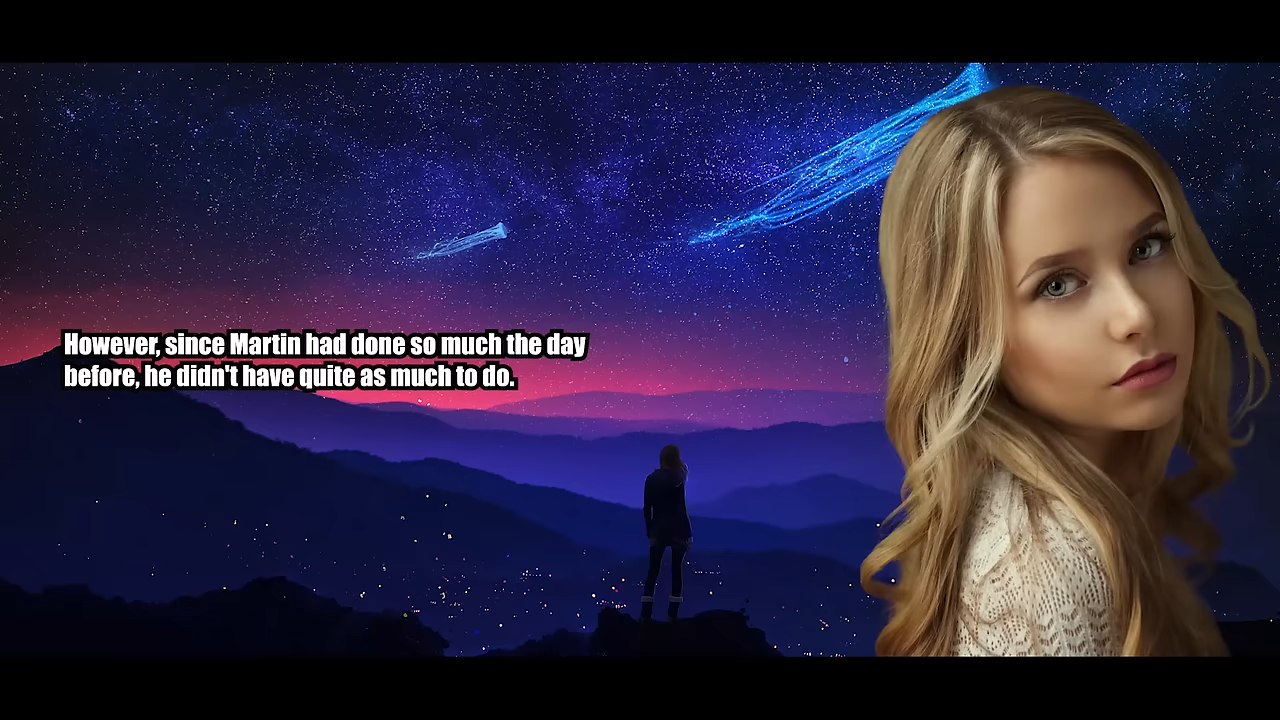 However, since Martin had done so much the day
before, he didn't have quite as much to do.